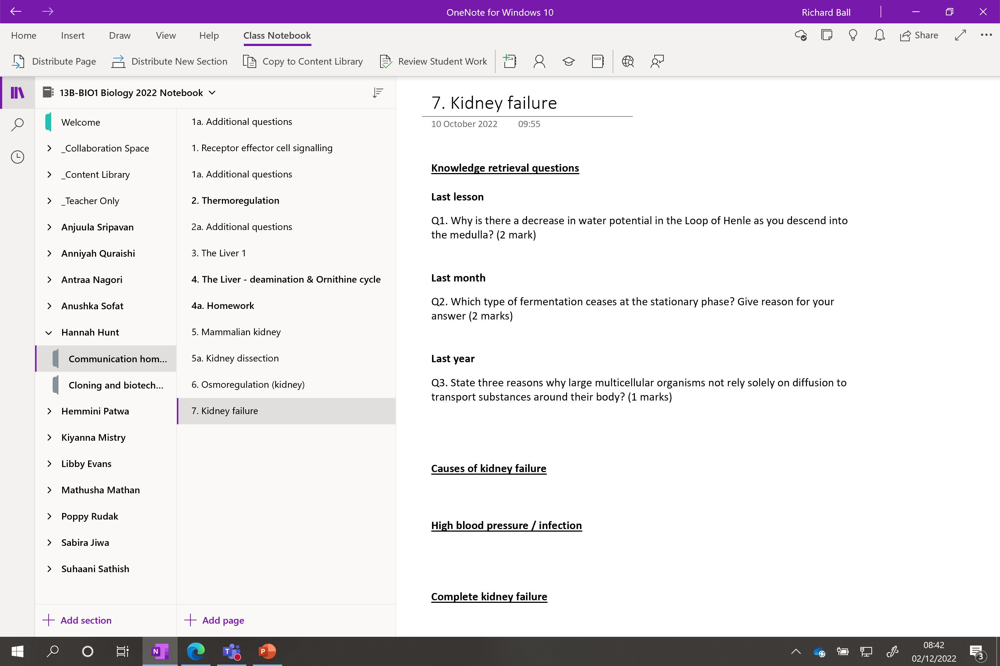 OneNote for Windows 10
Richard Ball
Home Insert Draw View Help Class Notebook
Share
Distribute Page Distribute New Section Copy to Content Library Review Student Work
13B-BIO1 Biology 2022 Notebook
Welcome
_Collaboration Space
_Content Library
_Teacher Only
Anjuula Sripavan
Anniyah Quraishi
Antraa Nagori
Anushka Sofat
Hannah Hunt
Communication hom...
Cloning and biotech...
Hemmini Patwa
Kiyanna Mistry
Libby Evans
Mathusha Mathan
Poppy Rudak
Sabira Jiwa
Suhaani Sathish
Add section
1a. Additional questions
1. Receptor effector cell signalling
1a. Additional questions
2. Thermoregulation
2a. Additional questions
3. The Liver 1
4. The Liver - deamination & Ornithine cycle
4a. Homework
5. Mammalian kidney
5a. Kidney dissection
6. Osmoregulation (kidney)
7. Kidney failure
Add page
7. Kidney failure
10 October 2022 09:55
Knowledge retrieval questions
Last lesson
Q1. Why is there a decrease in water potential in the Loop of Henle as you descend into
the medulla? (2 mark)
Last month
Q2. Which type of fermentation ceases at the stationary phase? Give reason for your
answer (2 marks)
Last year
Q3. State three reasons why large multicellular organisms not rely solely on diffusion to
transport substances around their body? (1 marks)
Causes of kidney failure
High blood pressure / infection
Complete kidney failure
N
T
P
08:42
02/12/2022
3